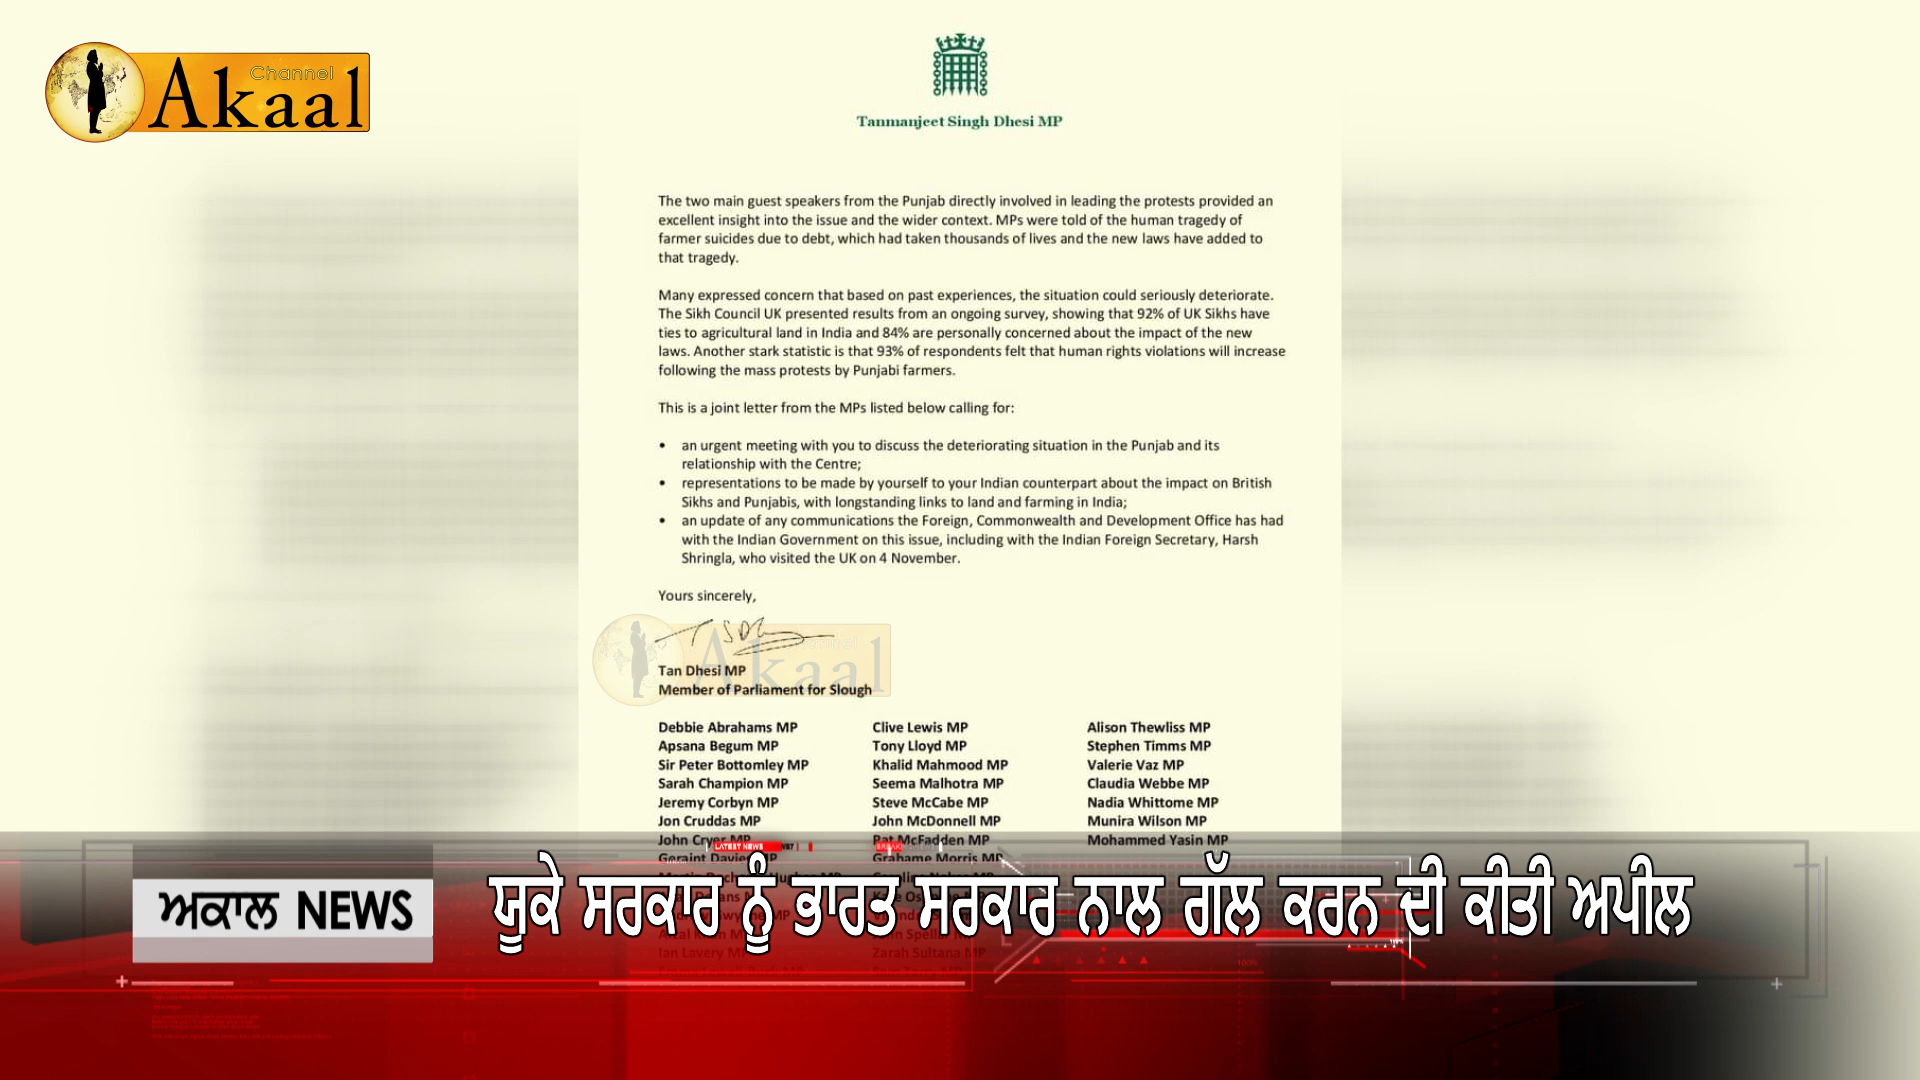 Channel
Akaal
Tanmanjeet Singh Dhesi MP
The two main guest speakers from the Punjab directly involved in leading the protests provided an
excellent insight into the issue and the wider context. MPs were told of the human tragedy of
farmer suicides due to debt, which had taken thousands of lives and the new laws have added to
that tragedy.
Many expressed concern that based on past experiences, the situation could seriously deteriorate.
The Sikh Council UK presented results from an ongoing survey, showing that 92% of UK Sikhs have
ties to agricultural land in India and 84% are personally concerned about the impact of the new
laws. Another stark statistic is that 93% of respondents felt that human rights violations will increase
following the mass protests by Punjabi farmers.
This is a joint letter from the MPs listed below calling for:
• an urgent meeting with you to discuss the deteriorating situation in the Punjab and its
relationship with the Centre;
• representations to be made by yourself to your Indian counterpart about the impact on British
Sikhs and Punjabis, with longstanding links to land and farming in India;
• an update of any communications the Foreign, Commonwealth and Development Office has had
with the Indian Government on this issue, including with the Indian Foreign Secretary, Harsh
Shringla, who visited the UK on 4 November.
Yours sincerely,
Channel
Akaal
Tan Dhesi MP
Member of Parliament for Slough
Debbie Abrahams MP Clive Lewis MP Alison Thewliss MP
Apsana Begum MP Tony Lloyd MP Stephen Timms MP
Sir Peter Bottomley MP Khalid Mahmood MP Valerie Vaz MP
Sarah Champion MP Seema Malhotra MP Claudia Webbe MP
Jeremy Corbyn MP Steve McCabe MP Nadia Whittome MP
Jon Cruddas MP John McDonnell MP Munira Wilson MP
John Cryer MP Pat McFadden MP Mohammed Yasin MP
LATEST NEWS
Geraint Davies MP Grahame Morris MP
ਅਕਾਲ NEWS
ਯੂਕੇ ਸਰਕਾਰ ਨੂੰ ਭਾਰਤ ਸਰਕਾਰ ਨਾਲ ਗੱਲ ਕਰਨ ਦੀ ਕੀਤੀ ਅਪੀਲ
Ian Lavery MP Zarah Sultana MP
100%